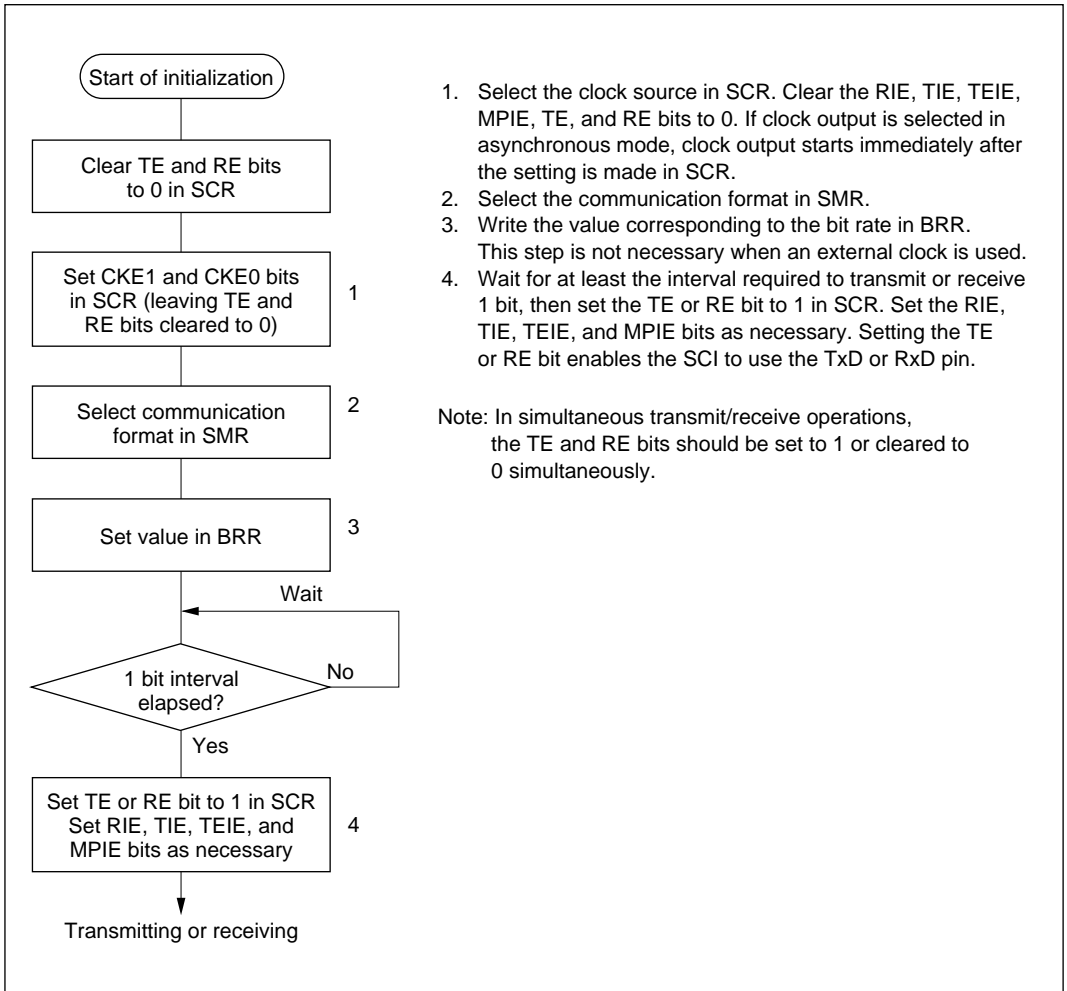 Start of initialization
Clear TE and RE bits
to 0 in SCR
Set CKE1 and CKE0 bits
in SCR (leaving TE and
RE bits cleared to 0)
1
Select communication
format in SMR
2
Set value in BRR
3
Wait
1 bit interval
elapsed?
No
Yes
Set TE or RE bit to 1 in SCR
Set RIE, TIE, TEIE, and
MPIE bits as necessary
4
Transmitting or receiving
1. Select the clock source in SCR. Clear the RIE, TIE, TEIE,
MPIE, TE, and RE bits to 0. If clock output is selected in
asynchronous mode, clock output starts immediately after
the setting is made in SCR.
2. Select the communication format in SMR.
3. Write the value corresponding to the bit rate in BRR.
This step is not necessary when an external clock is used.
4. Wait for at least the interval required to transmit or receive
1 bit, then set the TE or RE bit to 1 in SCR. Set the RIE,
TIE, TEIE, and MPIE bits as necessary. Setting the TE
or RE bit enables the SCI to use the TxD or RxD pin.
Note: In simultaneous transmit/receive operations,
the TE and RE bits should be set to 1 or cleared to
0 simultaneously.